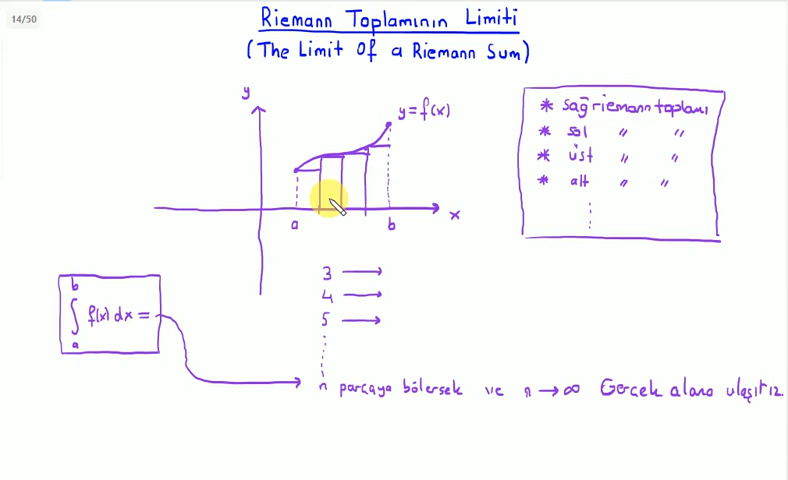 14/50
Riemann Toplamının Limiti
(The Limit Of a Riemann Sum)
y
y=f(x)
a
b
x
* sağ riemann toplamı
* sol " "
* üst " "
* alt " "
b
∫ f(x) dx =
a
3 →
4 →
5 →
n parçaya bölersek ve n → ∞ Gerçek alana ulaşırız.